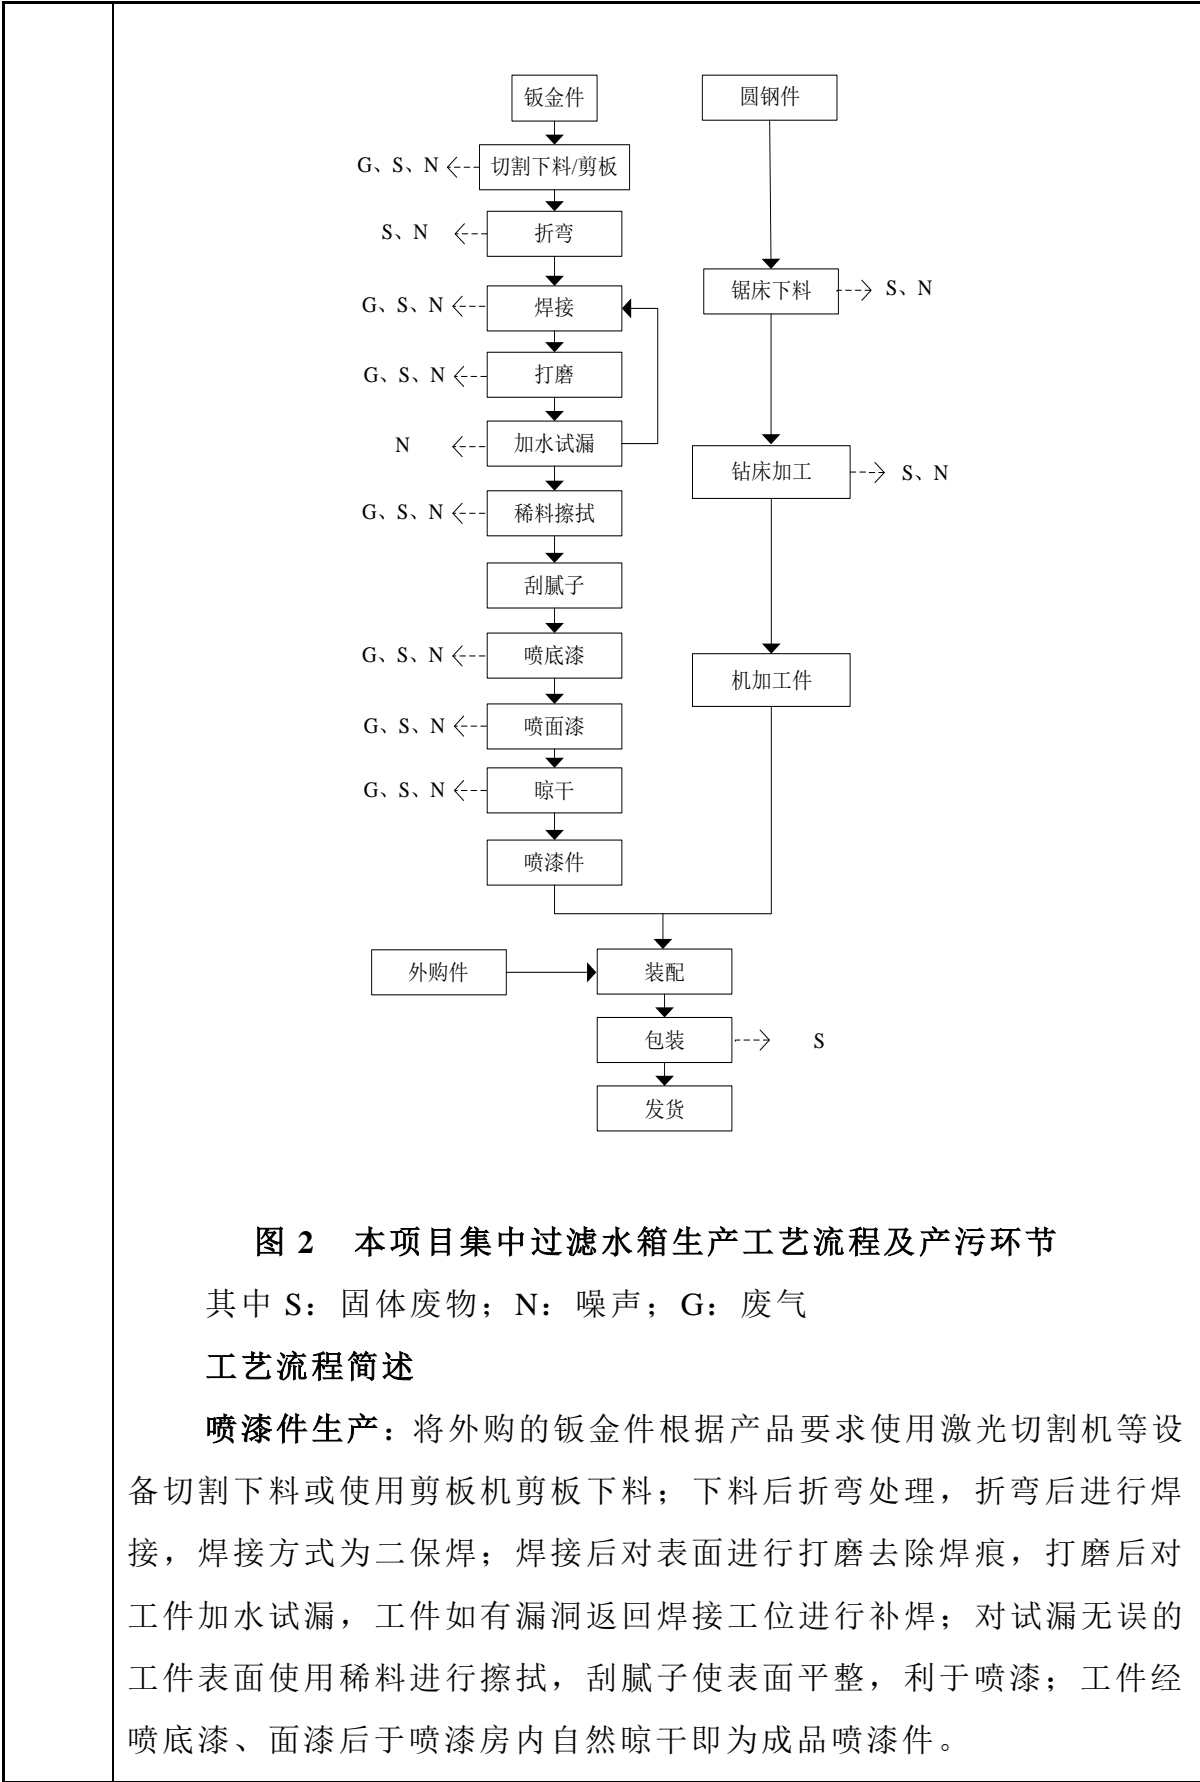 钣金件
圆钢件
G、S、N
切割下料/剪板
S、N
折弯
锯床下料
S、N
G、S、N
焊接
G、S、N
打磨
N
加水试漏
钻床加工
S、N
G、S、N
稀料擦拭
刮腻子
G、S、N
喷底漆
机加工件
G、S、N
喷面漆
G、S、N
晾干
喷漆件
外购件
装配
包装
S
发货
图 2 本项目集中过滤水箱生产工艺流程及产污环节
其中 S：固体废物；N：噪声；G：废气
工艺流程简述
喷漆件生产：将外购的钣金件根据产品要求使用激光切割机等设
备切割下料或使用剪板机剪板下料；下料后折弯处理，折弯后进行焊
接，焊接方式为二保焊；焊接后对表面进行打磨去除焊痕，打磨后对
工件加水试漏，工件如有漏洞返回焊接工位进行补焊；对试漏无误的
工件表面使用稀料进行擦拭，刮腻子使表面平整，利于喷漆；工件经
喷底漆、面漆后于喷漆房内自然晾干即为成品喷漆件。